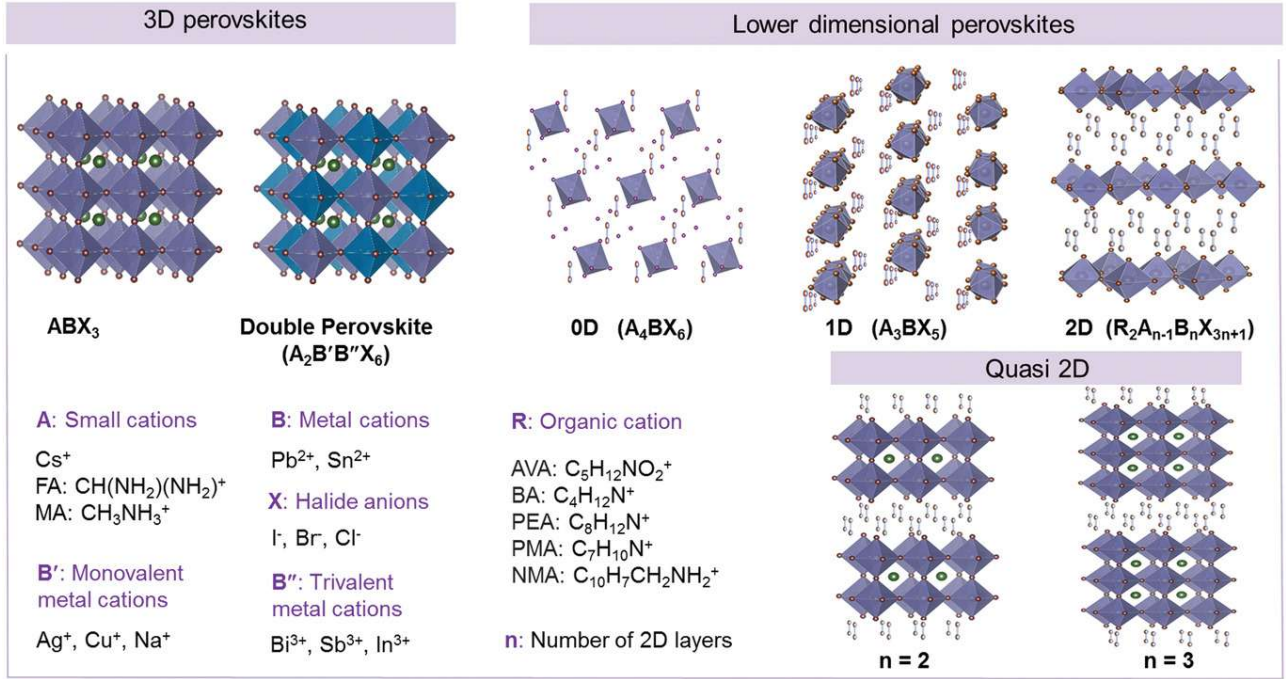 3D perovskites
Lower dimensional perovskites
ABX₃
Double Perovskite
(A₂B′B″X₆)
0D (A₄BX₆)
1D (A₃BX₅)
2D (R₂Aₙ₋₁BₙX₃ₙ₊₁)
Quasi 2D
A: Small cations
Cs⁺
FA: CH(NH₂)(NH₂)⁺
MA: CH₃NH₃⁺
B: Metal cations
Pb²⁺, Sn²⁺
X: Halide anions
I⁻, Br⁻, Cl⁻
B′: Monovalent
metal cations
Ag⁺, Cu⁺, Na⁺
B″: Trivalent
metal cations
Bi³⁺, Sb³⁺, In³⁺
R: Organic cation
AVA: C₅H₁₂NO₂⁺
BA: C₄H₁₂N⁺
PEA: C₈H₁₂N⁺
PMA: C₇H₁₀N⁺
NMA: C₁₀H₇CH₂NH₂⁺
n: Number of 2D layers
n = 2
n = 3